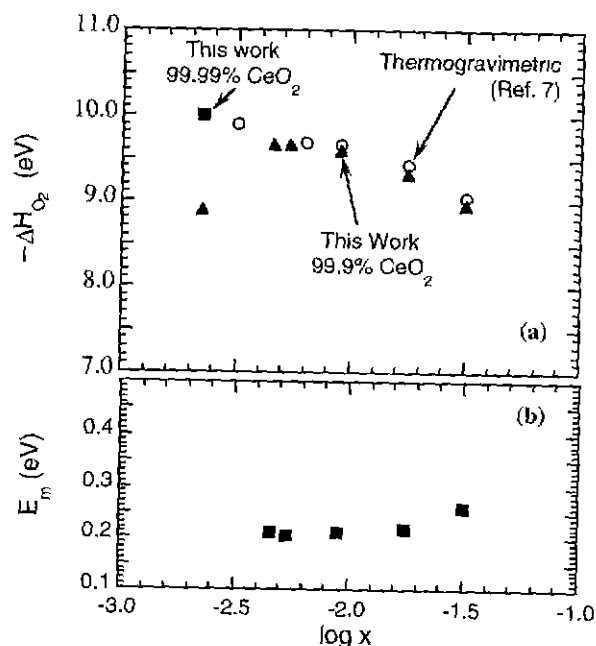 11.0
10.0
9.0
8.0
7.0
−ΔH_O₂ (eV)
This work
99.99% CeO₂
Thermogravimetric
(Ref. 7)
This Work
99.9% CeO₂
(a)
(b)
0.4
0.3
0.2
0.1
E_m (eV)
-3.0 -2.5 -2.0 -1.5 -1.0
log x